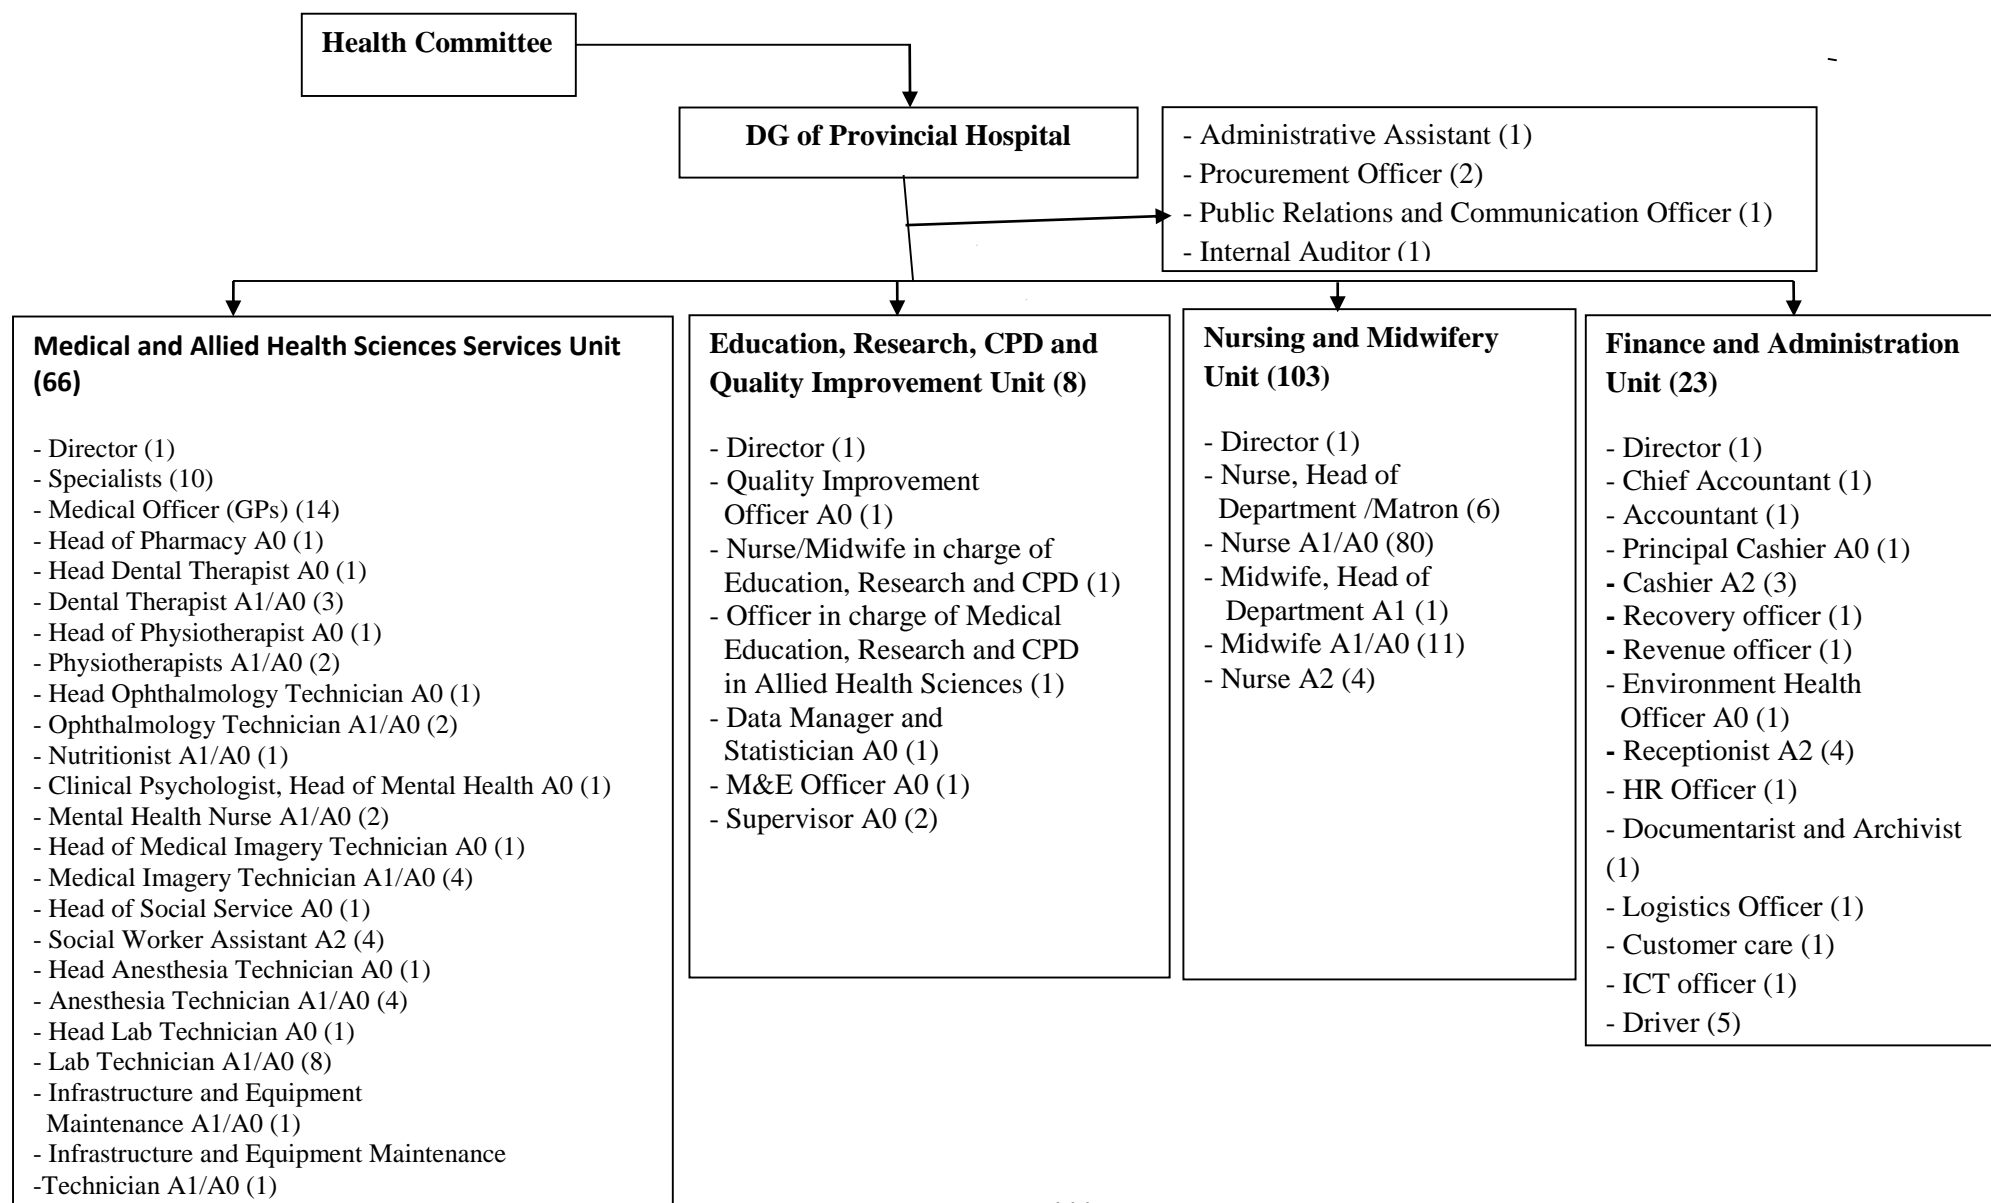 Health Committee
DG of Provincial Hospital
- Administrative Assistant (1)
- Procurement Officer (2)
- Public Relations and Communication Officer (1)
- Internal Auditor (1)
Medical and Allied Health Sciences Services Unit
(66)
- Director (1)
- Specialists (10)
- Medical Officer (GPs) (14)
- Head of Pharmacy A0 (1)
- Head Dental Therapist A0 (1)
- Dental Therapist A1/A0 (3)
- Head of Physiotherapist A0 (1)
- Physiotherapists A1/A0 (2)
- Head Ophthalmology Technician A0 (1)
- Ophthalmology Technician A1/A0 (2)
- Nutritionist A1/A0 (1)
- Clinical Psychologist, Head of Mental Health A0 (1)
- Mental Health Nurse A1/A0 (2)
- Head of Medical Imagery Technician A0 (1)
- Medical Imagery Technician A1/A0 (4)
- Head of Social Service A0 (1)
- Social Worker Assistant A2 (4)
- Head Anesthesia Technician A0 (1)
- Anesthesia Technician A1/A0 (4)
- Head Lab Technician A0 (1)
- Lab Technician A1/A0 (8)
- Infrastructure and Equipment
Maintenance A1/A0 (1)
- Infrastructure and Equipment Maintenance
-Technician A1/A0 (1)
Education, Research, CPD and
Quality Improvement Unit (8)
- Director (1)
- Quality Improvement
Officer A0 (1)
- Nurse/Midwife in charge of
Education, Research and CPD (1)
- Officer in charge of Medical
Education, Research and CPD
in Allied Health Sciences (1)
- Data Manager and
Statistician A0 (1)
- M&E Officer A0 (1)
- Supervisor A0 (2)
Nursing and Midwifery
Unit (103)
- Director (1)
- Nurse, Head of
Department /Matron (6)
- Nurse A1/A0 (80)
- Midwife, Head of
Department A1 (1)
- Midwife A1/A0 (11)
- Nurse A2 (4)
Finance and Administration
Unit (23)
- Director (1)
- Chief Accountant (1)
- Accountant (1)
- Principal Cashier A0 (1)
- Cashier A2 (3)
- Recovery officer (1)
- Revenue officer (1)
- Environment Health
Officer A0 (1)
- Receptionist A2 (4)
- HR Officer (1)
- Documentarist and Archivist
(1)
- Logistics Officer (1)
- Customer care (1)
- ICT officer (1)
- Driver (5)